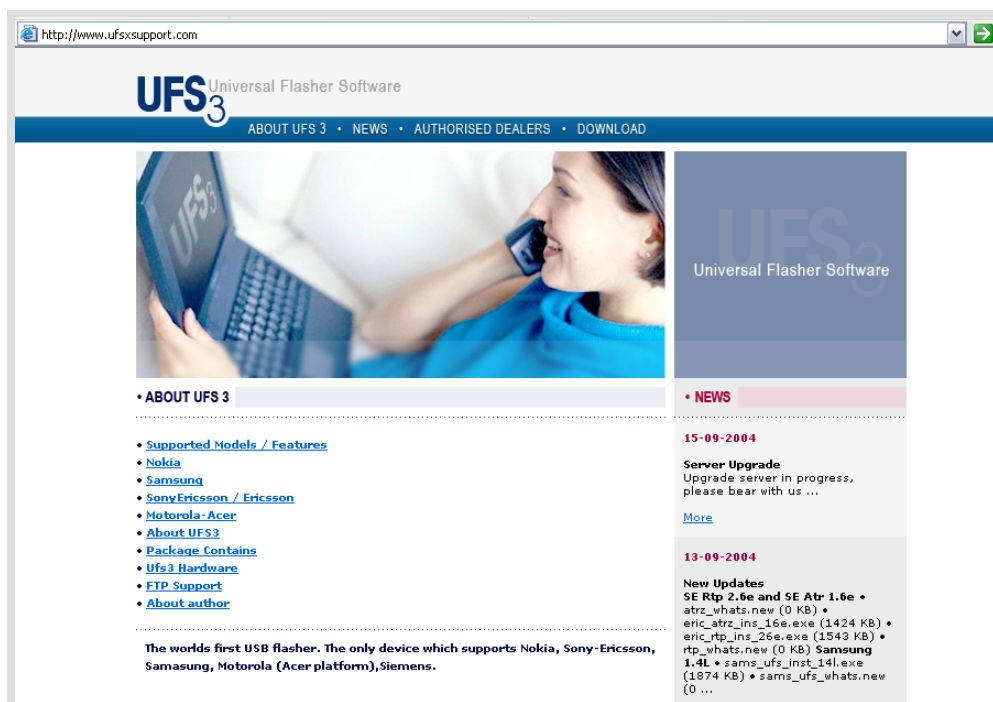 http://www.ufsxsupport.com
UFS3 Universal Flasher Software
ABOUT UFS 3 • NEWS • AUTHORISED DEALERS • DOWNLOAD
UFS3
UFS3
Universal Flasher Software
• ABOUT UFS 3
• Supported Models / Features
• Nokia
• Samsung
• SonyEricsson / Ericsson
• Motorola-Acer
• About UFS3
• Package Contains
• Ufs3 Hardware
• FTP Support
• About author
The worlds first USB flasher. The only device which supports Nokia, Sony-Ericsson,
Samasung, Motorola (Acer platform),Siemens.
• NEWS
15-09-2004
Server Upgrade
Upgrade server in progress,
please bear with us ...
More
13-09-2004
New Updates
SE Rtp 2.6e and SE Atr 1.6e •
atrz_whats.new (0 KB) •
eric_atrz_ins_16e.exe (1424 KB) •
eric_rtp_ins_26e.exe (1543 KB) •
rtp_whats.new (0 KB) Samsung
1.4L • sams_ufs_inst_14l.exe
(1874 KB) • sams_ufs_whats.new
(0 ...